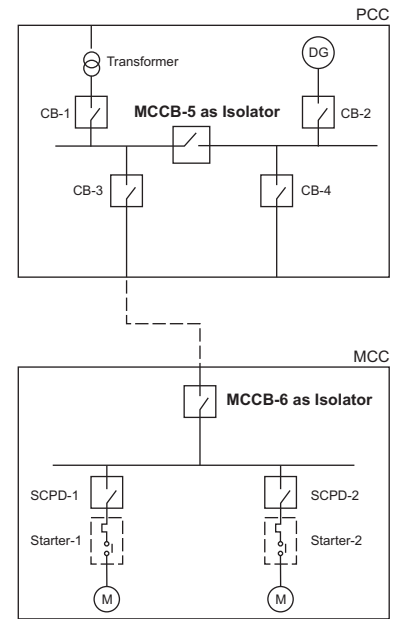 PCC
Transformer
DG
CB-1
MCCB-5 as Isolator
CB-2
CB-3
CB-4
MCC
MCCB-6 as Isolator
SCPD-1
SCPD-2
Starter-1
Starter-2
M
M